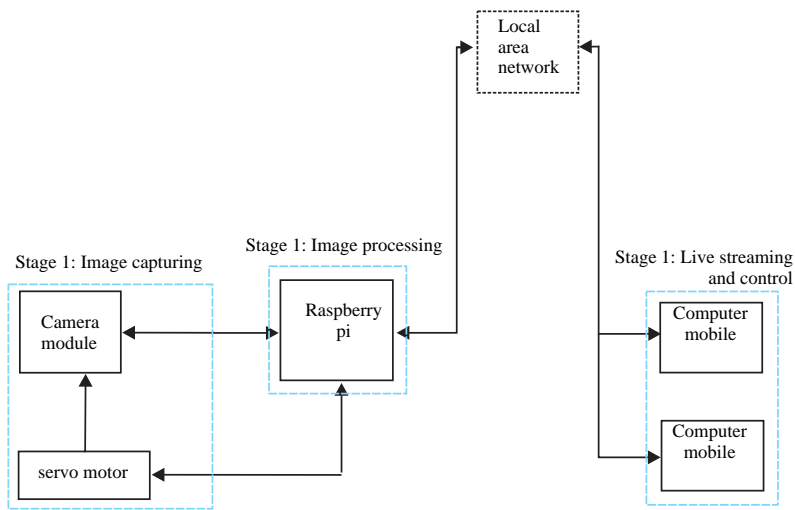 Local
area
network
Stage 1: Image capturing
Stage 1: Image processing
Stage 1: Live streaming
and control
Camera
module
Raspberry
pi
Computer
mobile
servo motor
Computer
mobile